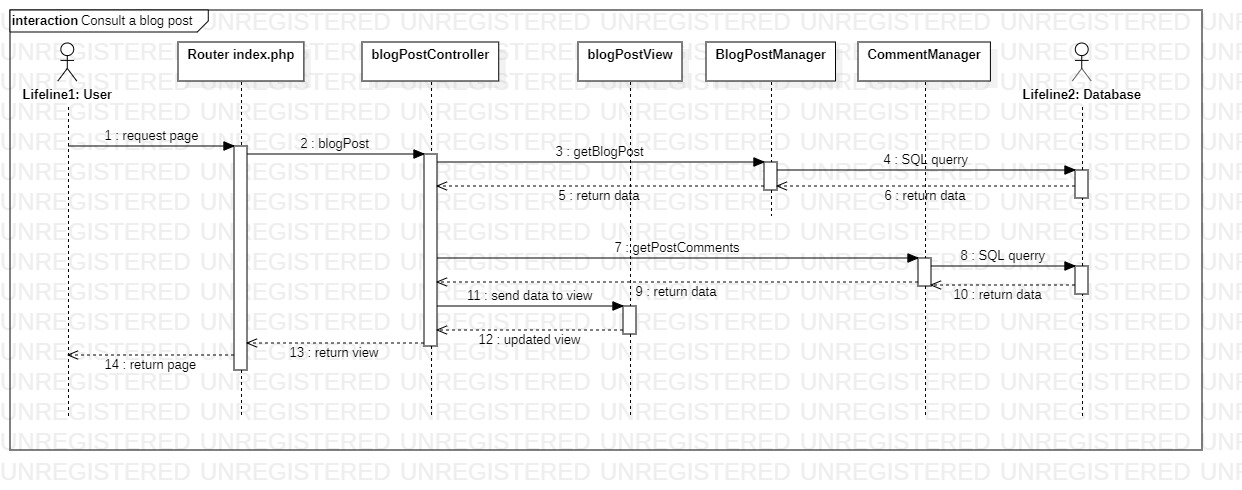 interaction Consult a blog post
Lifeline1: User
Router index.php
blogPostController
blogPostView
BlogPostManager
CommentManager
Lifeline2: Database
1 : request page
2 : blogPost
3 : getBlogPost
4 : SQL querry
5 : return data
6 : return data
7 : getPostComments
8 : SQL querry
9 : return data
10 : return data
11 : send data to view
12 : updated view
13 : return view
14 : return page
UNREGISTERED UNREGISTERED UNREGISTERED UNREGISTERED UNREGISTERED UNREGISTERED